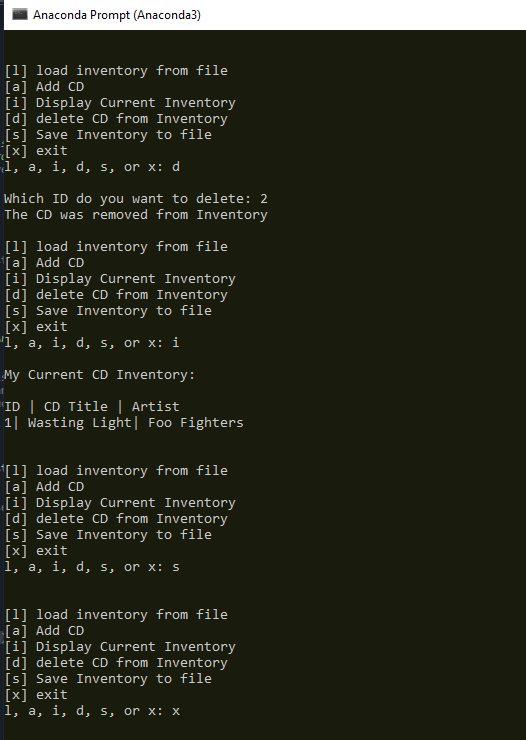 Anaconda Prompt (Anaconda3)
[l] load inventory from file
[a] Add CD
[i] Display Current Inventory
[d] delete CD from Inventory
[s] Save Inventory to file
[x] exit
l, a, i, d, s, or x: d
Which ID do you want to delete: 2
The CD was removed from Inventory
[l] load inventory from file
[a] Add CD
[i] Display Current Inventory
[d] delete CD from Inventory
[s] Save Inventory to file
[x] exit
l, a, i, d, s, or x: i
My Current CD Inventory:
ID | CD Title | Artist
1| Wasting Light| Foo Fighters
[l] load inventory from file
[a] Add CD
[i] Display Current Inventory
[d] delete CD from Inventory
[s] Save Inventory to file
[x] exit
l, a, i, d, s, or x: s
[l] load inventory from file
[a] Add CD
[i] Display Current Inventory
[d] delete CD from Inventory
[s] Save Inventory to file
[x] exit
l, a, i, d, s, or x: x